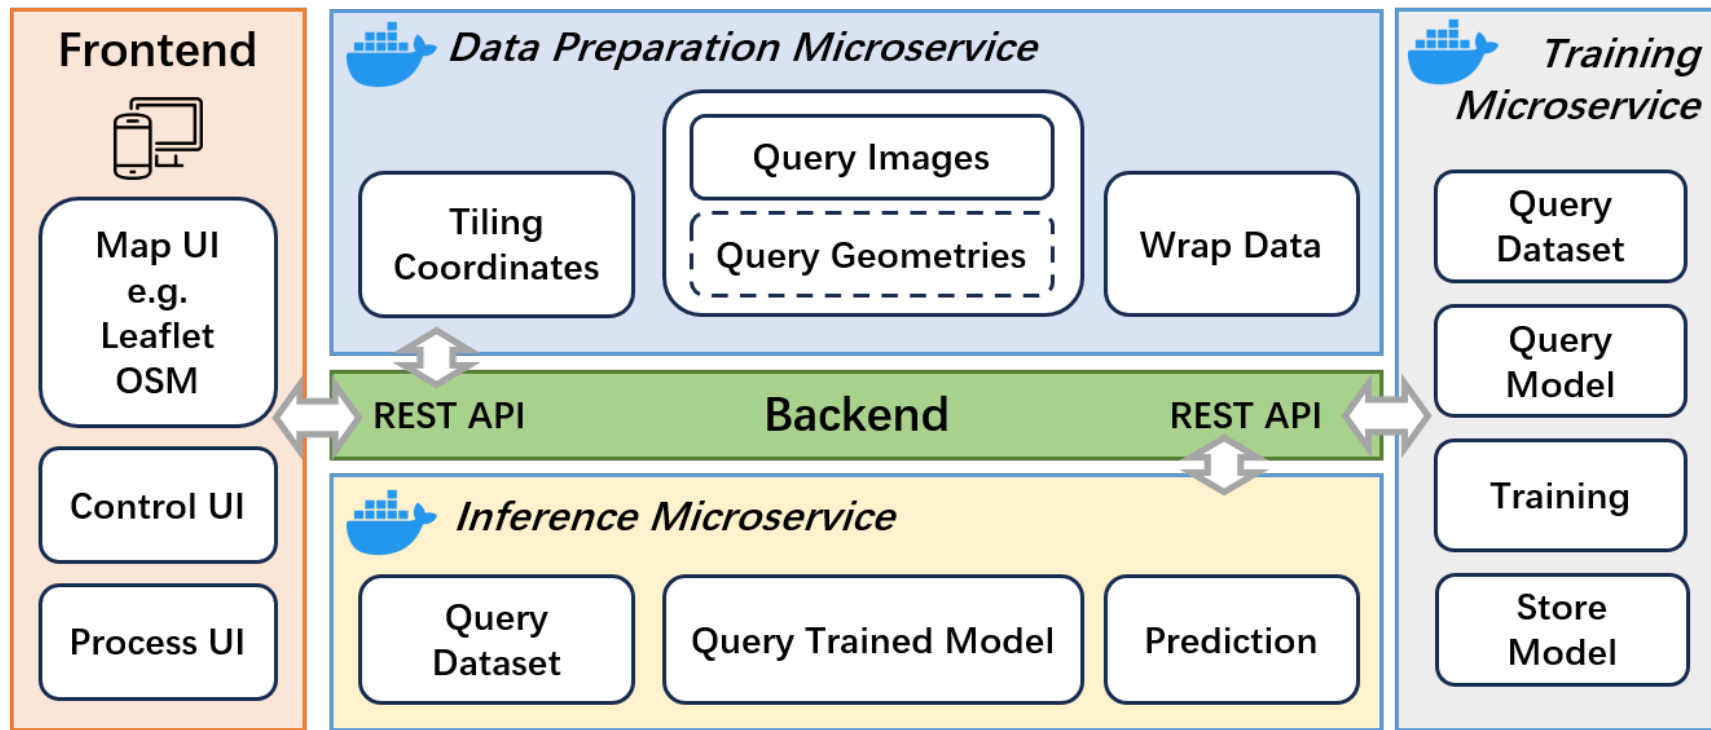 Frontend
Map UI
e.g.
Leaflet
OSM
Control UI
Process UI
Data Preparation Microservice
Tiling
Coordinates
Query Images
Query Geometries
Wrap Data
REST API
Backend
REST API
Inference Microservice
Query
Dataset
Query Trained Model
Prediction
Training
Microservice
Query
Dataset
Query
Model
Training
Store
Model